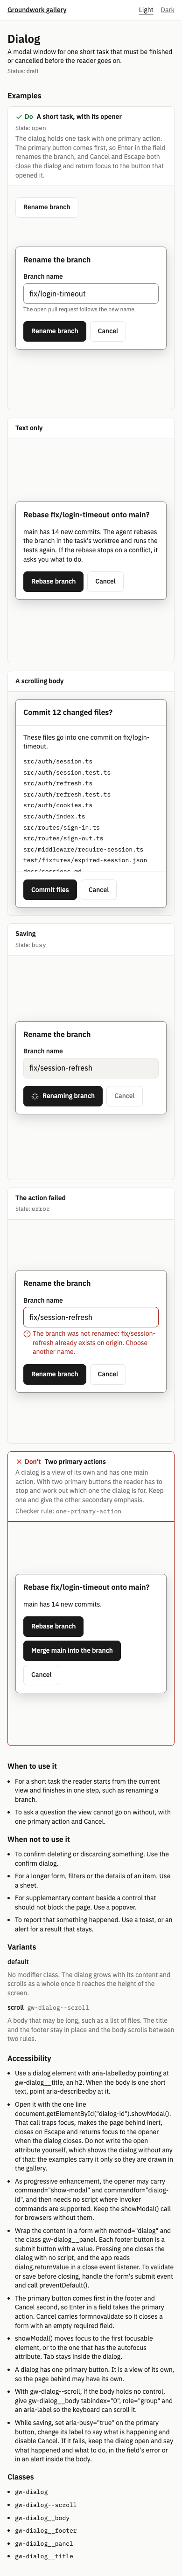 Groundwork gallery
Light
Dark
Dialog
A modal window for one short task that must be finished
or cancelled before the reader goes on.
Status: draft
Examples
Do A short task, with its opener
State: open
The dialog holds one task with one primary action.
The primary button comes first, so Enter in the field
renames the branch, and Cancel and Escape both
close the dialog and return focus to the button that
opened it.
Rename branch
Rename the branch
Branch name
fix/login-timeout
The open pull request follows the new name.
Rename branch
Cancel
Text only
Rebase fix/login-timeout onto main?
main has 14 new commits. The agent rebases
the branch in the task's worktree and runs the
tests again. If the rebase stops on a conflict, it
asks you what to do.
Rebase branch
Cancel
A scrolling body
Commit 12 changed files?
These files go into one commit on fix/login-
timeout.
src/auth/session.ts
src/auth/session.test.ts
src/auth/refresh.ts
src/auth/refresh.test.ts
src/auth/cookies.ts
src/auth/index.ts
src/routes/sign-in.ts
src/routes/sign-out.ts
src/middleware/require-session.ts
test/fixtures/expired-session.json
docs/sessions.md
Commit files
Cancel
Saving
State: busy
Rename the branch
Branch name
fix/session-refresh
Renaming branch
Cancel
The action failed
State: error
Rename the branch
Branch name
fix/session-refresh
The branch was not renamed: fix/session-
refresh already exists on origin. Choose
another name.
Rename branch
Cancel
Don't Two primary actions
A dialog is a view of its own and has one main
action. With two primary buttons the reader has to
stop and work out which one the dialog is for. Keep
one and give the other secondary emphasis.
Checker rule: one-primary-action
Rebase fix/login-timeout onto main?
main has 14 new commits.
Rebase branch
Merge main into the branch
Cancel
When to use it
For a short task the reader starts from the current
view and finishes in one step, such as renaming a
branch.
To ask a question the view cannot go on without, with
one primary action and Cancel.
When not to use it
To confirm deleting or discarding something. Use the
confirm dialog.
For a longer form, filters or the details of an item. Use
a sheet.
For supplementary content beside a control that
should not block the page. Use a popover.
To report that something happened. Use a toast, or an
alert for a result that stays.
Variants
default
No modifier class. The dialog grows with its content and
scrolls as a whole once it reaches the height of the
screen.
scroll gw-dialog--scroll
A body that may be long, such as a list of files. The title
and the footer stay in place and the body scrolls between
two rules.
Accessibility
Use a dialog element with aria-labelledby pointing at
gw-dialog__title, an h2. When the body is one short
text, point aria-describedby at it.
Open it with the one line
document.getElementById("dialog-id").showModal().
That call traps focus, makes the page behind inert,
closes on Escape and returns focus to the opener
when the dialog closes. Do not write the open
attribute yourself, which shows the dialog without any
of that: the examples carry it only so they are drawn in
the gallery.
As progressive enhancement, the opener may carry
command="show-modal" and commandfor="dialog-
id", and then needs no script where invoker
commands are supported. Keep the showModal() call
for browsers without them.
Wrap the content in a form with method="dialog" and
the class gw-dialog__panel. Each footer button is a
submit button with a value. Pressing one closes the
dialog with no script, and the app reads
dialog.returnValue in a close event listener. To validate
or save before closing, handle the form's submit event
and call preventDefault().
The primary button comes first in the footer and
Cancel second, so Enter in a field takes the primary
action. Cancel carries formnovalidate so it closes a
form with an empty required field.
showModal() moves focus to the first focusable
element, or to the one that has the autofocus
attribute. Tab stays inside the dialog.
A dialog has one primary button. It is a view of its own,
so the page behind may have its own.
With gw-dialog--scroll, if the body holds no control,
give gw-dialog__body tabindex="0", role="group" and
an aria-label so the keyboard can scroll it.
While saving, set aria-busy="true" on the primary
button, change its label to say what is happening and
disable Cancel. If it fails, keep the dialog open and say
what happened and what to do, in the field's error or
in an alert inside the body.
Classes
gw-dialog
gw-dialog--scroll
gw-dialog__body
gw-dialog__footer
gw-dialog__panel
gw-dialog__title